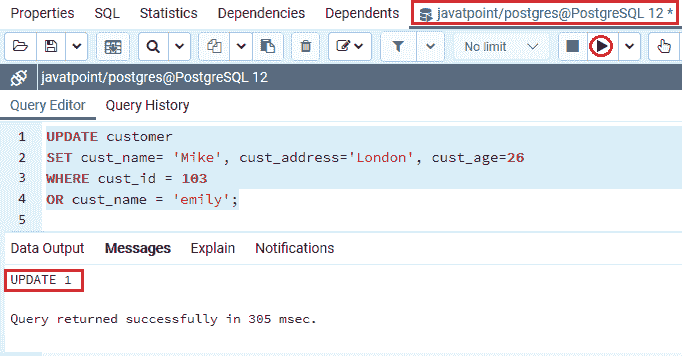 Properties SQL Statistics Dependencies Dependents javatpoint/postgres@PostgreSQL 12 *
No limit
javatpoint/postgres@PostgreSQL 12
Query Editor Query History
1 UPDATE customer
2 SET cust_name= 'Mike', cust_address='London', cust_age=26
3 WHERE cust_id = 103
4 OR cust_name = 'emily';
5
Data Output Messages Explain Notifications
UPDATE 1
Query returned successfully in 305 msec.